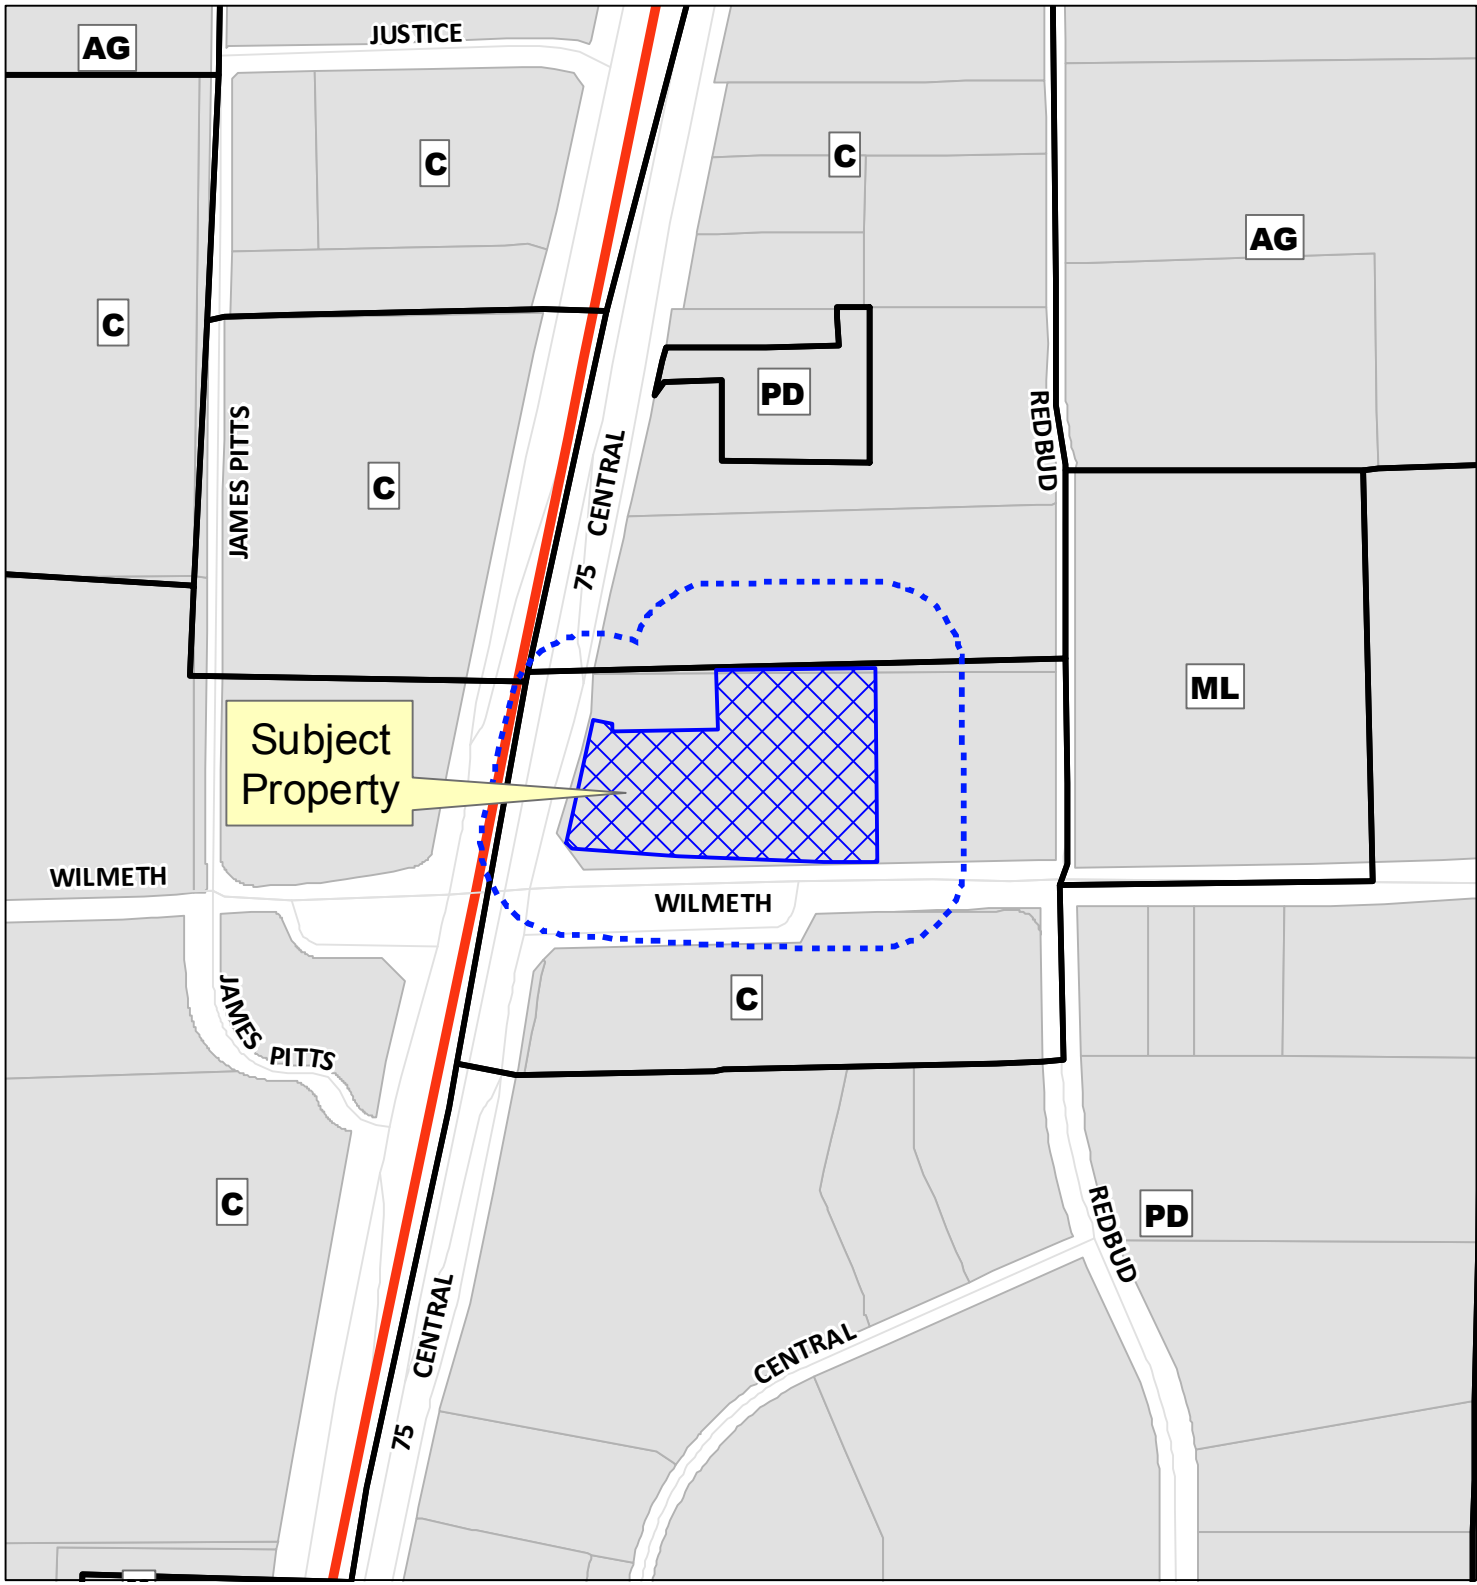 AG
JUSTICE
C
C
AG
C
PD
CENTRAL
REDBUD
JAMES PITTS
C
75
ML
Subject
Property
WILMETH
WILMETH
C
JAMES PITTS
C
REDBUD
PD
CENTRAL
CENTRAL
75